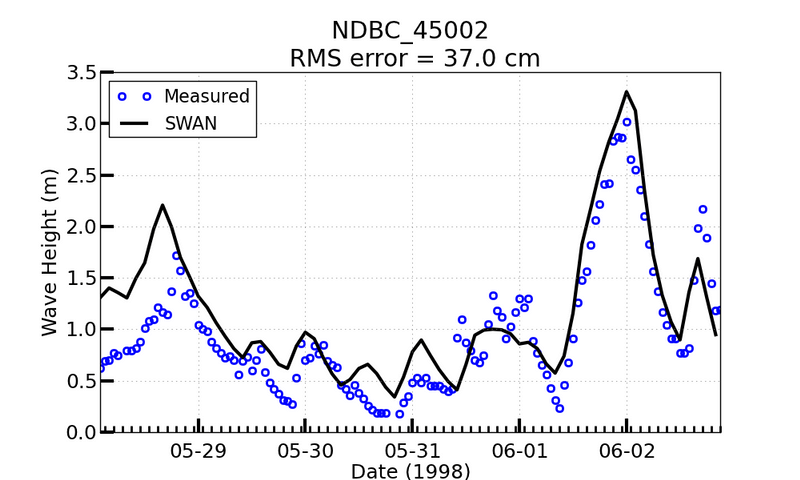 NDBC_45002
RMS error = 37.0 cm
3.5
3.0
2.5
2.0
1.5
1.0
0.5
0.0
Wave Height (m)
Measured
SWAN
05-29 05-30 05-31 06-01 06-02
Date (1998)